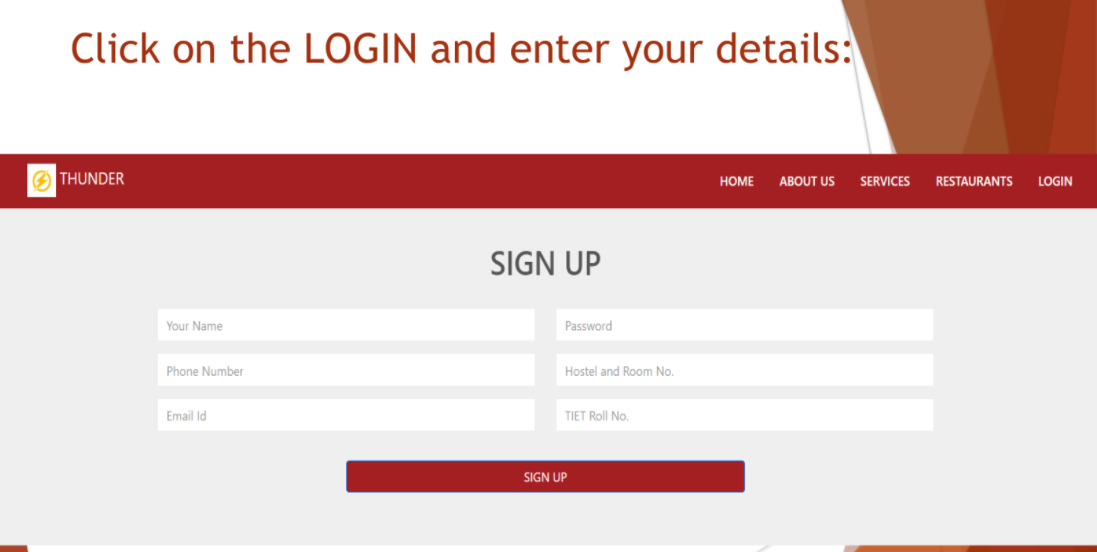 Click on the LOGIN and enter your details:
THUNDER
HOME ABOUT US SERVICES RESTAURANTS LOGIN
SIGN UP
Your Name
Password
Phone Number
Hostel and Room No.
Email Id
TIET Roll No.
SIGN UP